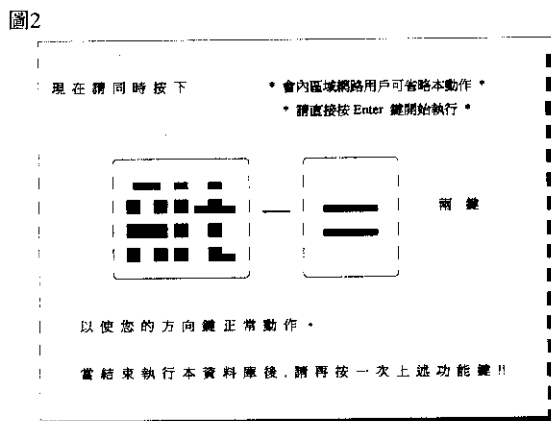 圖2
現在請同時按下
* 會內區域網路用戶可省略本動作 *
* 請直接按 Enter 鍵開始執行 *
Alt — =
兩鍵
以使您的方向鍵正常動作。
當結束執行本資料庫後,請再按一次上述功能鍵!!